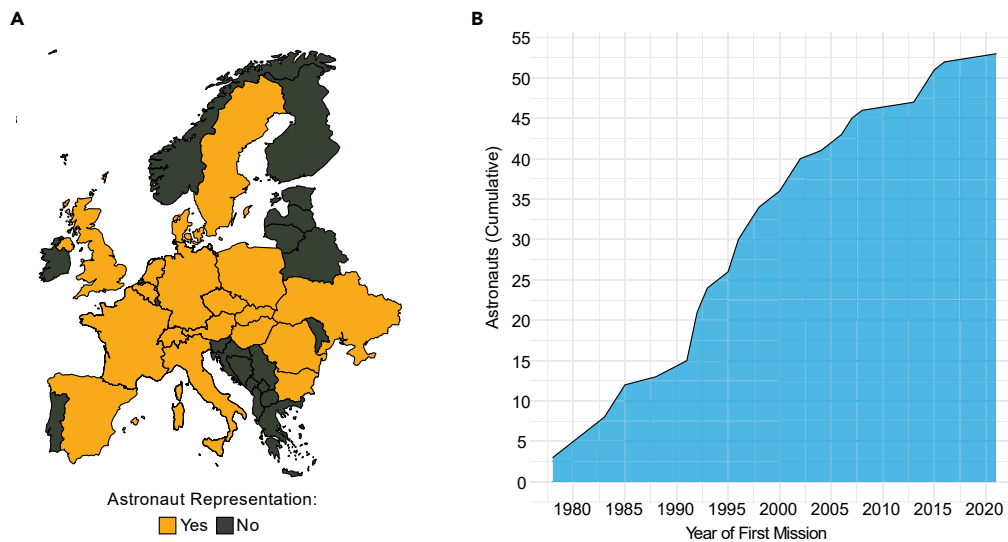 A
Astronaut Representation:
Yes No
B
Astronauts (Cumulative)
55
50
45
40
35
30
25
20
15
10
5
0
1980 1985 1990 1995 2000 2005 2010 2015 2020
Year of First Mission